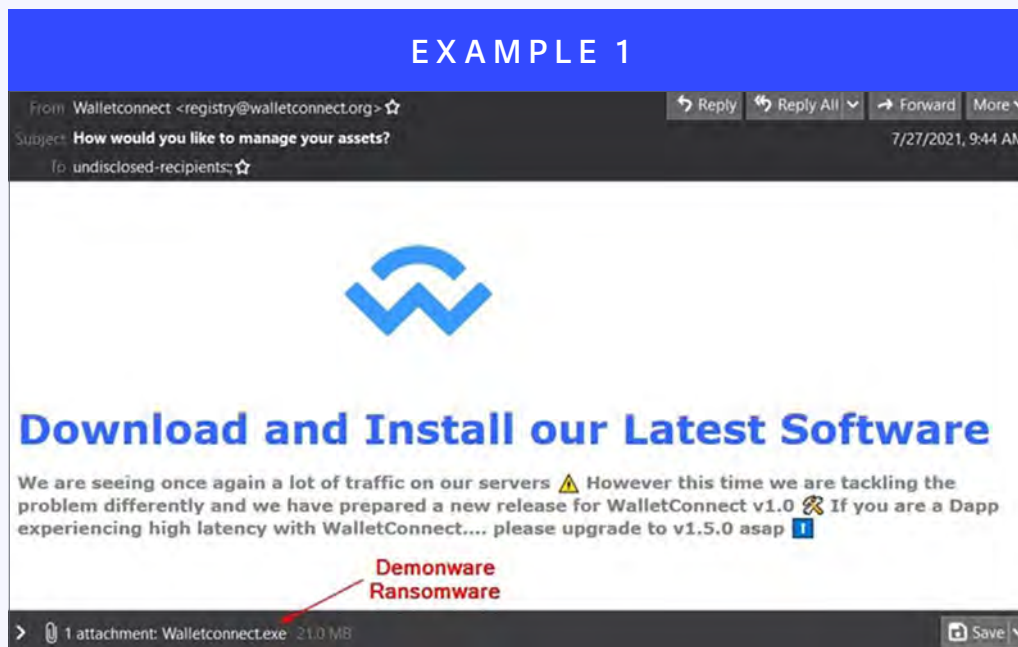 EXAMPLE 1
From Walletconnect <registry@walletconnect.org>
Reply Reply All Forward More
Subject How would you like to manage your assets?
7/27/2021, 9:44 AM
To undisclosed-recipients:;
Download and Install our Latest Software
We are seeing once again a lot of traffic on our servers ⚠ However this time we are tackling the
problem differently and we have prepared a new release for WalletConnect v1.0 🛠 If you are a Dapp
experiencing high latency with WalletConnect.... please upgrade to v1.5.0 asap
Demonware
Ransomware
1 attachment: Walletconnect.exe 21.0 MB
Save